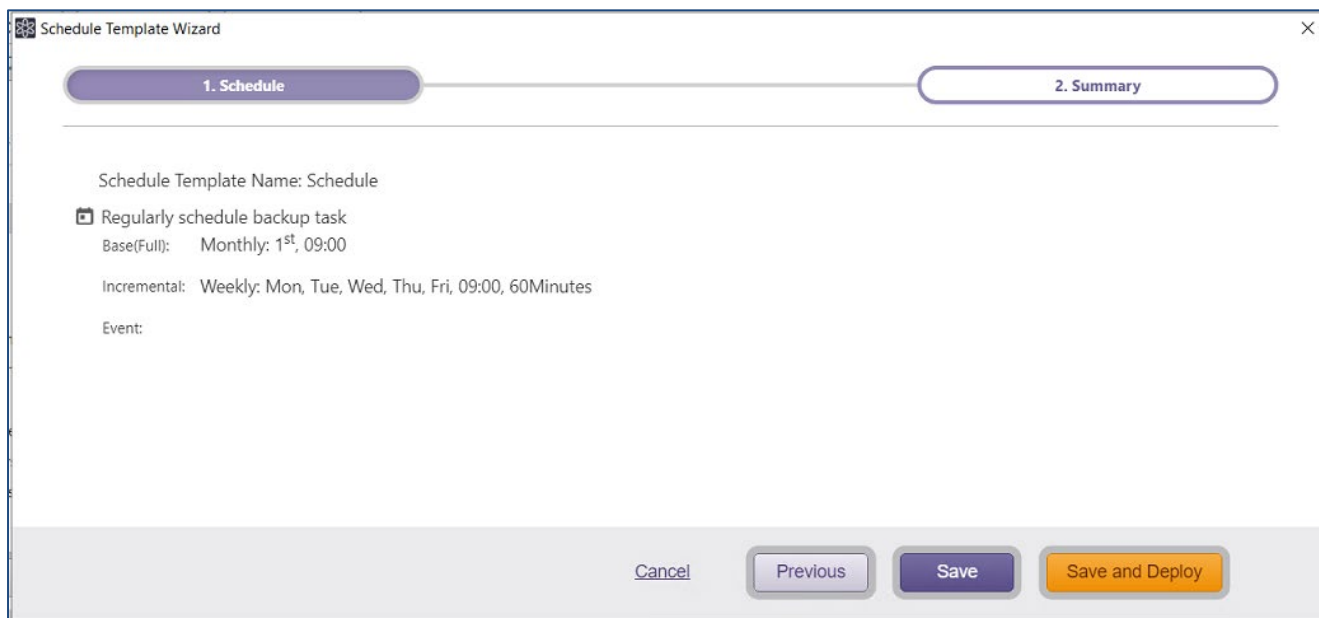 Schedule Template Wizard
1. Schedule
2. Summary
Schedule Template Name: Schedule
Regularly schedule backup task
Base(Full): Monthly: 1st, 09:00
Incremental: Weekly: Mon, Tue, Wed, Thu, Fri, 09:00, 60Minutes
Event:
Cancel Previous Save Save and Deploy